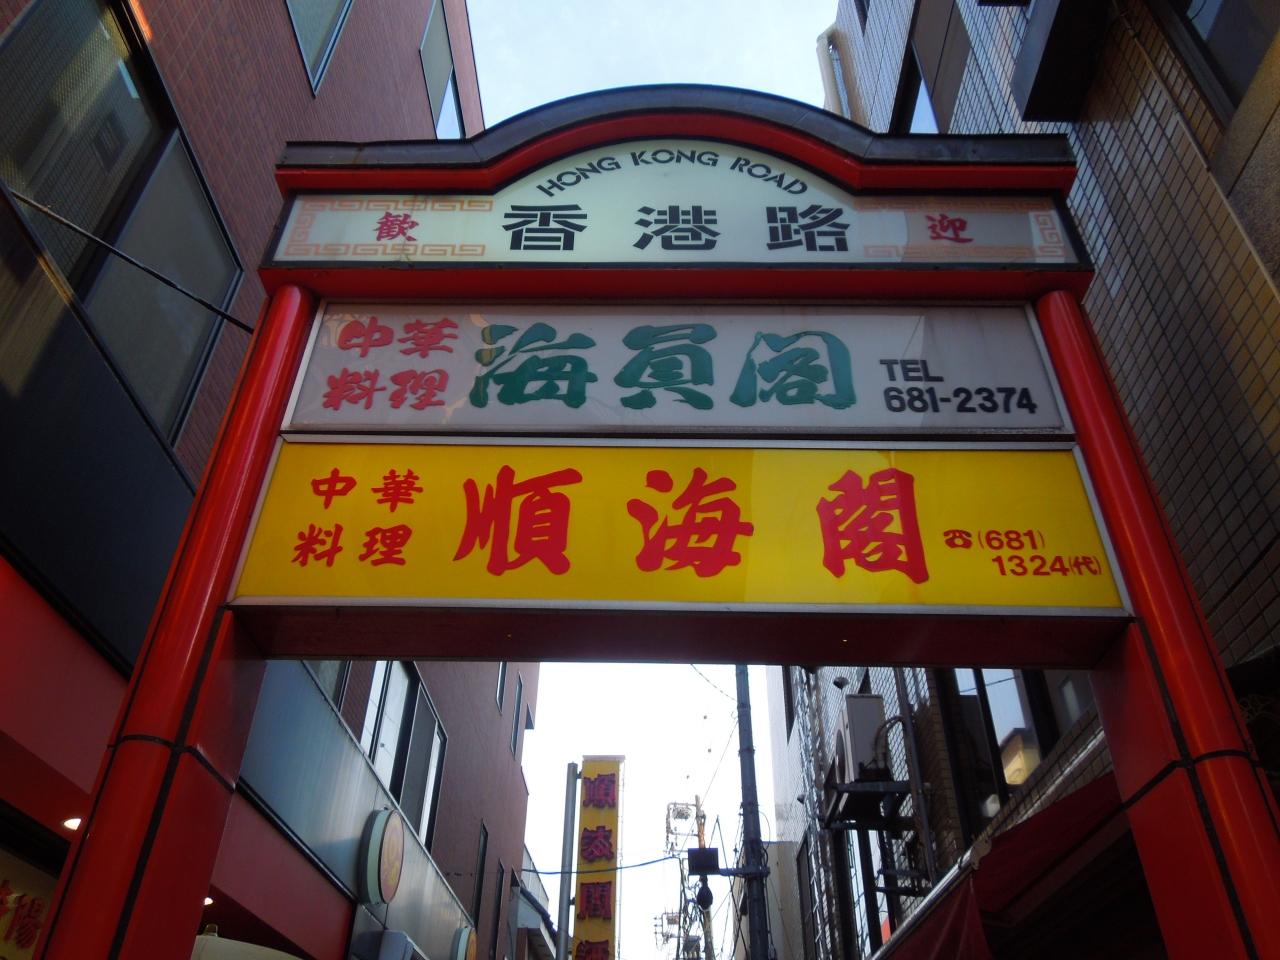 HONG KONG ROAD
歓 香港路 迎
中華
料理
海員閣
TEL
681-2374
中華
料理
順海閣
☎(681)
1324(代)